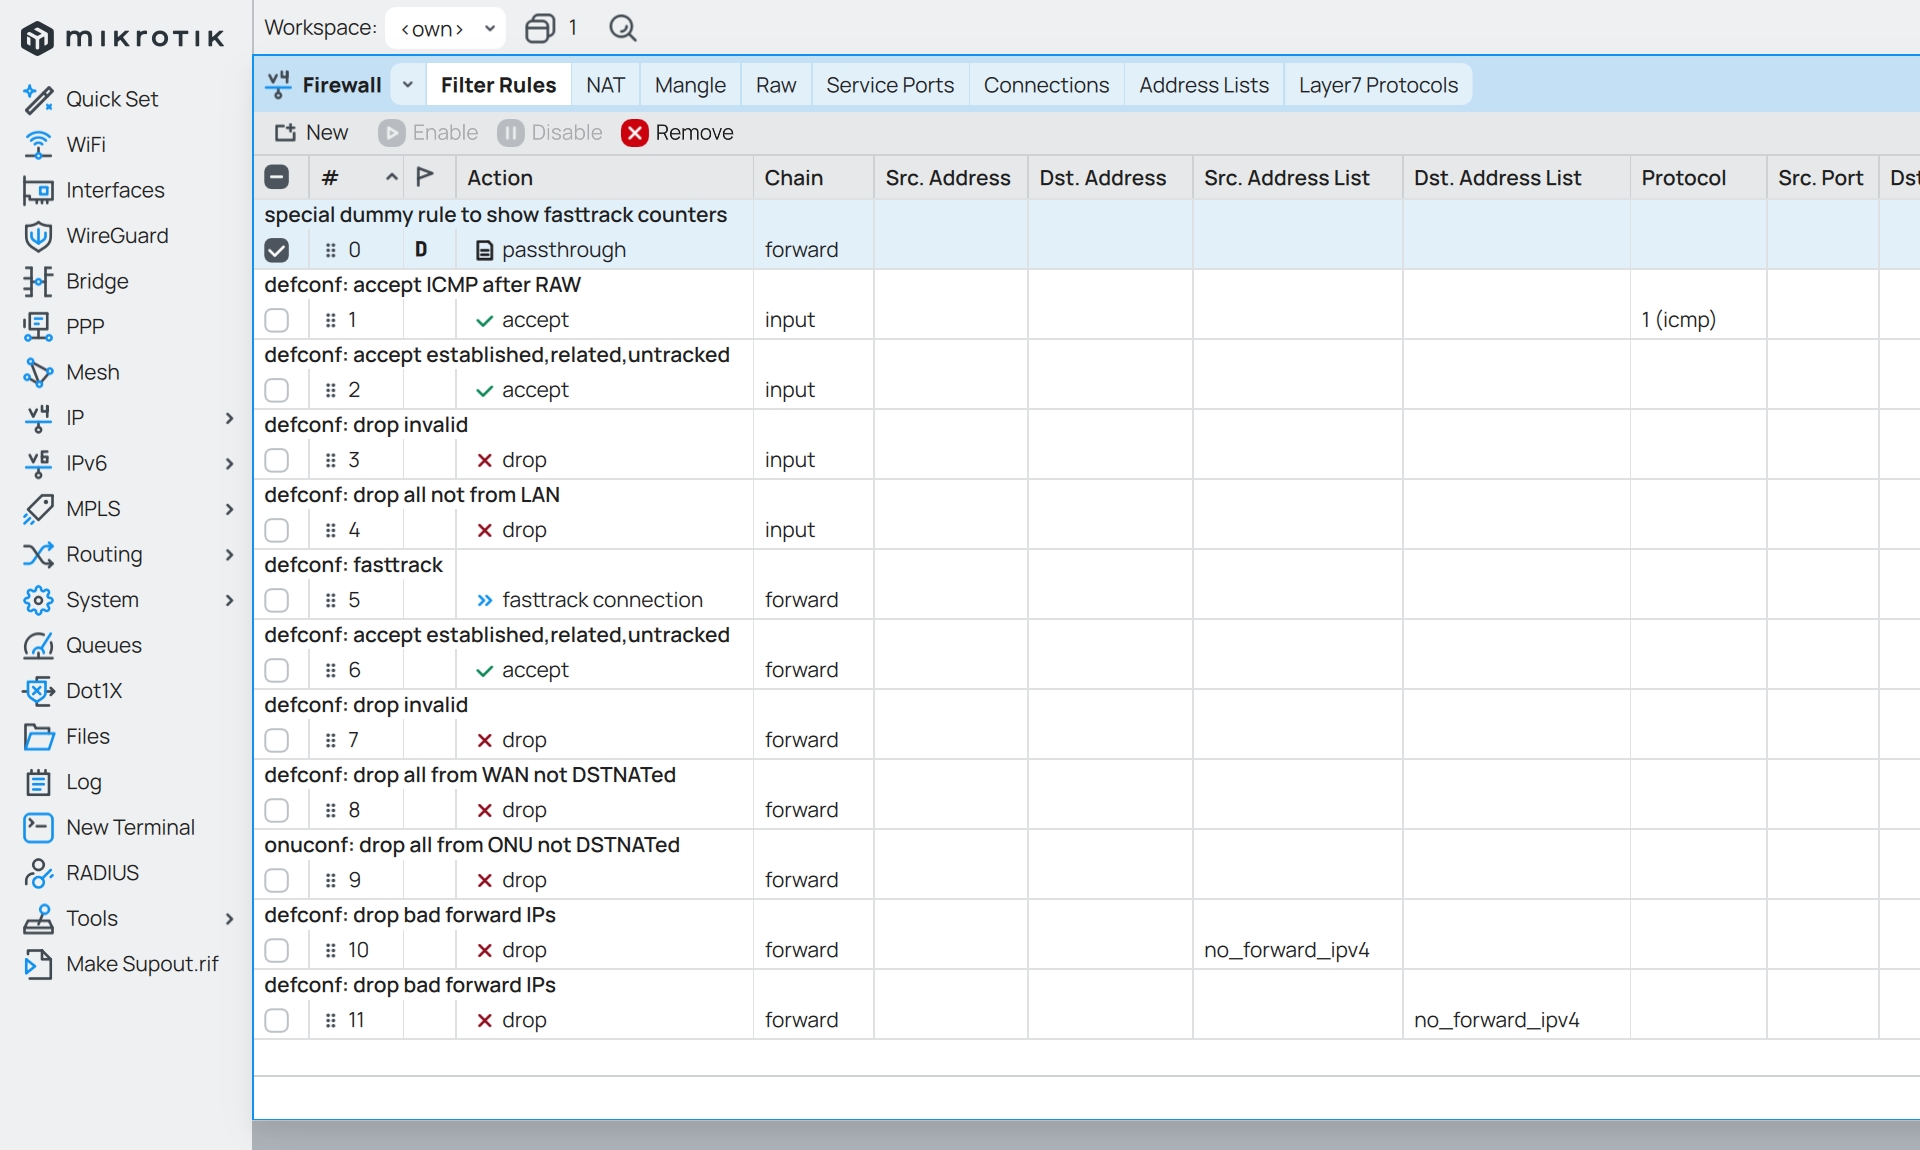 mikrotik
Quick Set
WiFi
Interfaces
WireGuard
Bridge
PPP
Mesh
v4 IP
v6 IPv6
MPLS
Routing
System
Queues
Dot1X
Files
Log
New Terminal
RADIUS
Tools
Make Supout.rif
Workspace: <own> 1
v4 Firewall Filter Rules NAT Mangle Raw Service Ports Connections Address Lists Layer7 Protocols
New Enable Disable Remove
# Action Chain Src. Address Dst. Address Src. Address List Dst. Address List Protocol Src. Port Dst
special dummy rule to show fasttrack counters
0 D passthrough forward
defconf: accept ICMP after RAW
1 accept input 1 (icmp)
defconf: accept established,related,untracked
2 accept input
defconf: drop invalid
3 drop input
defconf: drop all not from LAN
4 drop input
defconf: fasttrack
5 fasttrack connection forward
defconf: accept established,related,untracked
6 accept forward
defconf: drop invalid
7 drop forward
defconf: drop all from WAN not DSTNATed
8 drop forward
onuconf: drop all from ONU not DSTNATed
9 drop forward
defconf: drop bad forward IPs
10 drop forward no_forward_ipv4
defconf: drop bad forward IPs
11 drop forward no_forward_ipv4